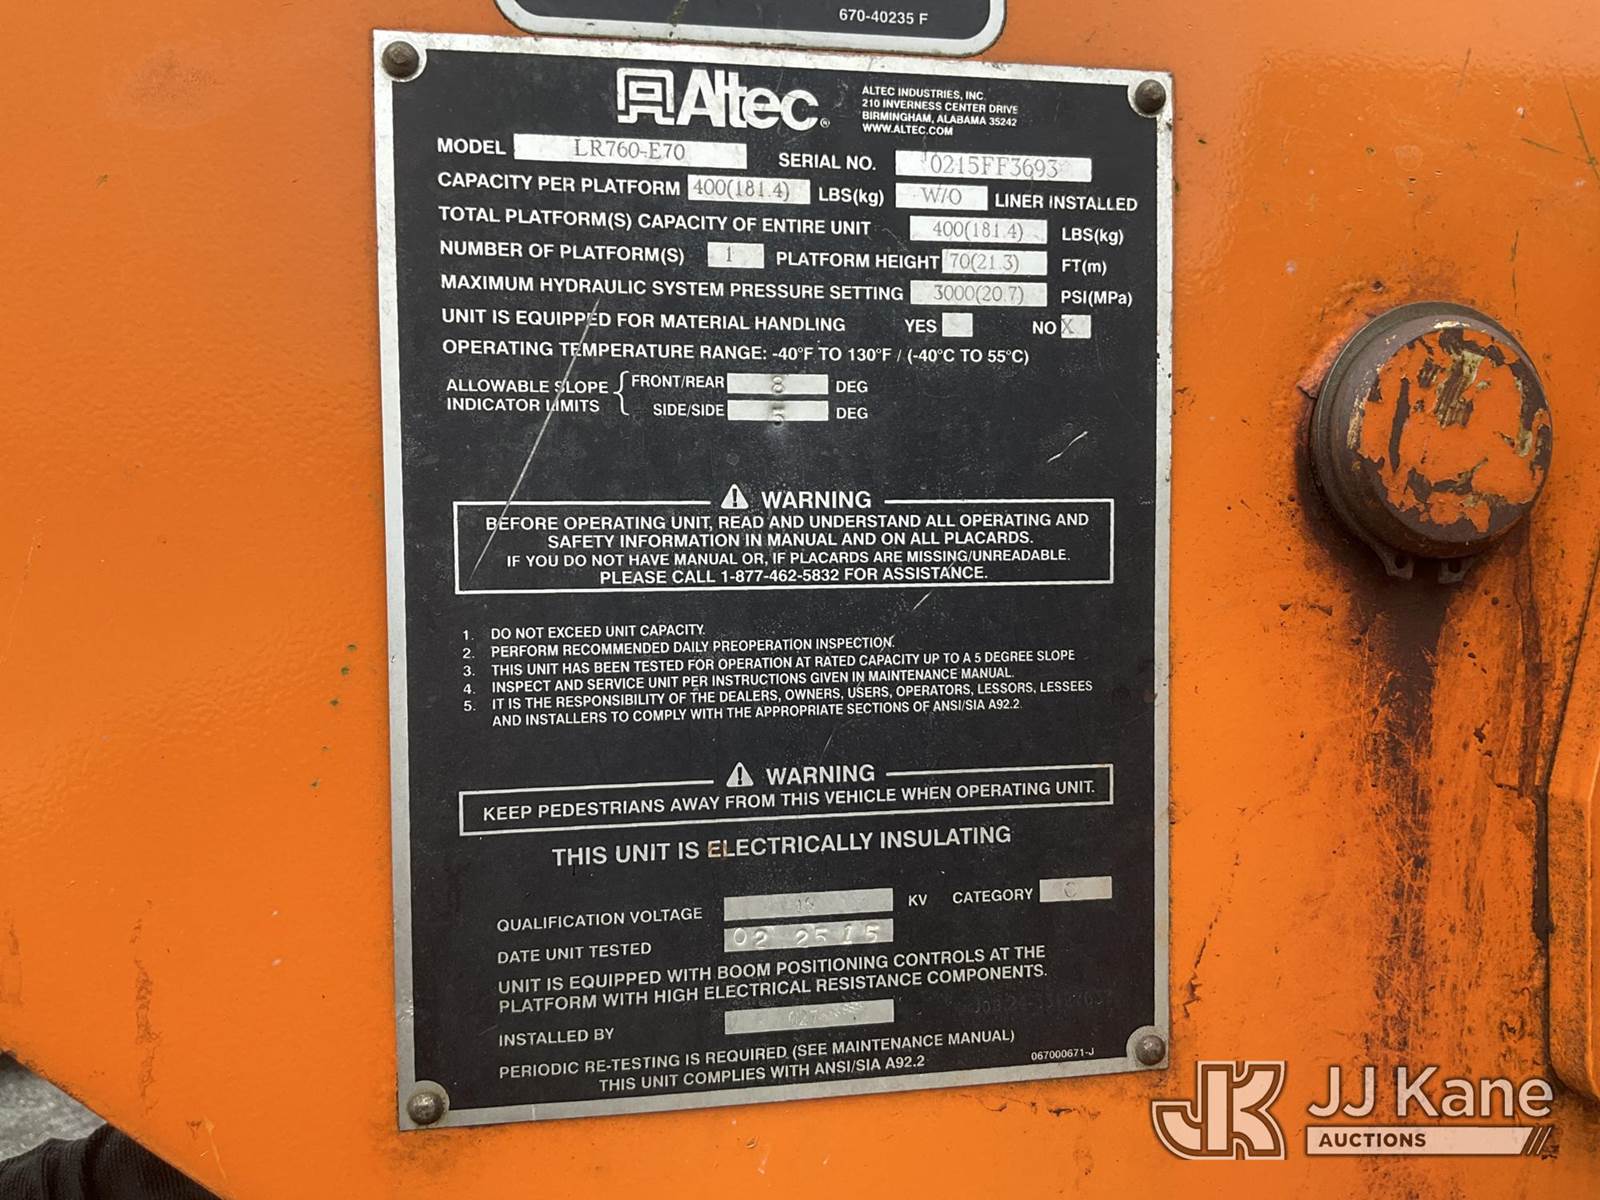 670-40235 F
Altec
ALTEC INDUSTRIES, INC.
210 INVERNESS CENTER DRIVE
BIRMINGHAM, ALABAMA 35242
WWW.ALTEC.COM
MODEL LR760-E70 SERIAL NO. 0215FF3693
CAPACITY PER PLATFORM 400(181.4) LBS(kg) W/O LINER INSTALLED
TOTAL PLATFORM(S) CAPACITY OF ENTIRE UNIT 400(181.4) LBS(kg)
NUMBER OF PLATFORM(S) 1 PLATFORM HEIGHT 70(21.3) FT(m)
MAXIMUM HYDRAULIC SYSTEM PRESSURE SETTING 3000(20.7) PSI(MPa)
UNIT IS EQUIPPED FOR MATERIAL HANDLING YES NO X
OPERATING TEMPERATURE RANGE: -40°F TO 130°F / (-40°C TO 55°C)
ALLOWABLE SLOPE INDICATOR LIMITS
FRONT/REAR 8 DEG
SIDE/SIDE 5 DEG
WARNING
BEFORE OPERATING UNIT, READ AND UNDERSTAND ALL OPERATING AND
SAFETY INFORMATION IN MANUAL AND ON ALL PLACARDS.
IF YOU DO NOT HAVE MANUAL OR, IF PLACARDS ARE MISSING/UNREADABLE.
PLEASE CALL 1-877-462-5832 FOR ASSISTANCE.
1. DO NOT EXCEED UNIT CAPACITY.
2. PERFORM RECOMMENDED DAILY PREOPERATION INSPECTION.
3. THIS UNIT HAS BEEN TESTED FOR OPERATION AT RATED CAPACITY UP TO A 5 DEGREE SLOPE
4. INSPECT AND SERVICE UNIT PER INSTRUCTIONS GIVEN IN MAINTENANCE MANUAL.
5. IT IS THE RESPONSIBILITY OF THE DEALERS, OWNERS, USERS, OPERATORS, LESSORS, LESSEES
AND INSTALLERS TO COMPLY WITH THE APPROPRIATE SECTIONS OF ANSI/SIA A92.2.
WARNING
KEEP PEDESTRIANS AWAY FROM THIS VEHICLE WHEN OPERATING UNIT.
THIS UNIT IS ELECTRICALLY INSULATING
QUALIFICATION VOLTAGE KV CATEGORY C
DATE UNIT TESTED 02 25 15
UNIT IS EQUIPPED WITH BOOM POSITIONING CONTROLS AT THE
PLATFORM WITH HIGH ELECTRICAL RESISTANCE COMPONENTS.
INSTALLED BY
PERIODIC RE-TESTING IS REQUIRED (SEE MAINTENANCE MANUAL)
THIS UNIT COMPLIES WITH ANSI/SIA A92.2
067000671-J
JK JJ Kane
AUCTIONS